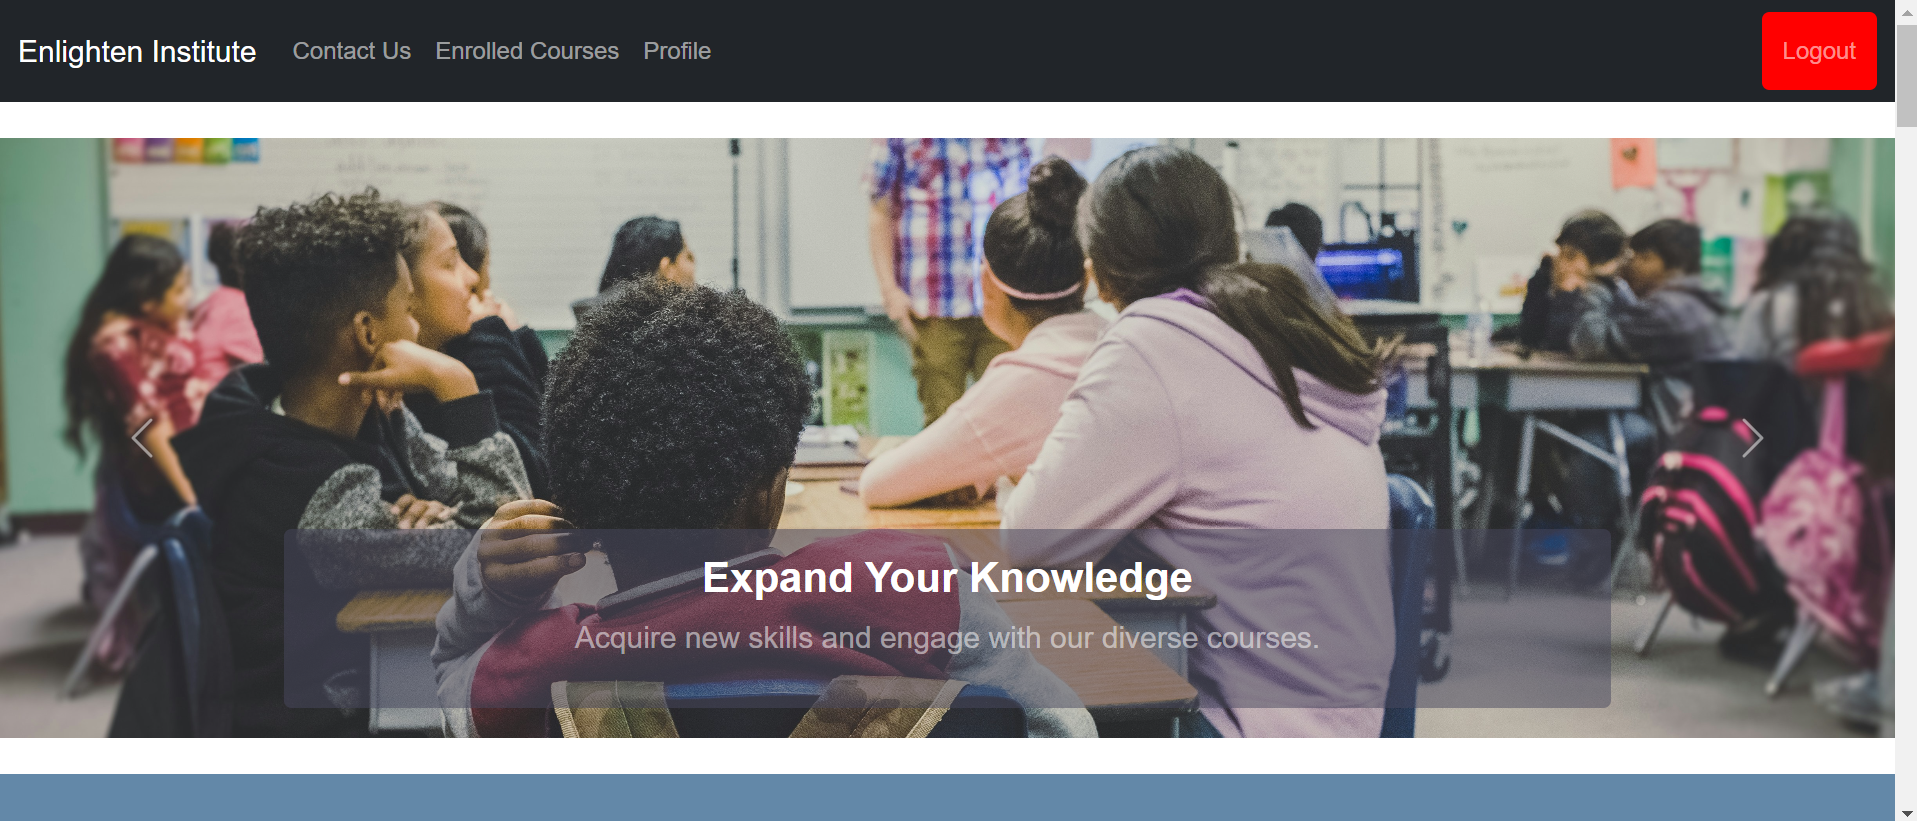 Enlighten Institute Contact Us Enrolled Courses Profile Logout
Expand Your Knowledge
Acquire new skills and engage with our diverse courses.